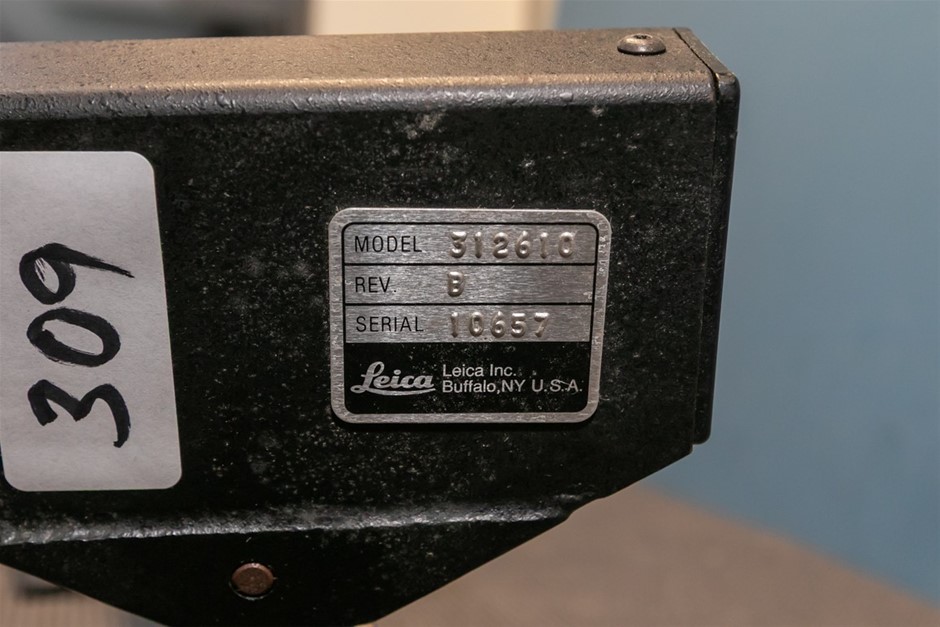 309
MODEL 312610
REV. B
SERIAL 10657
Leica
Leica Inc.
Buffalo, NY U.S.A.